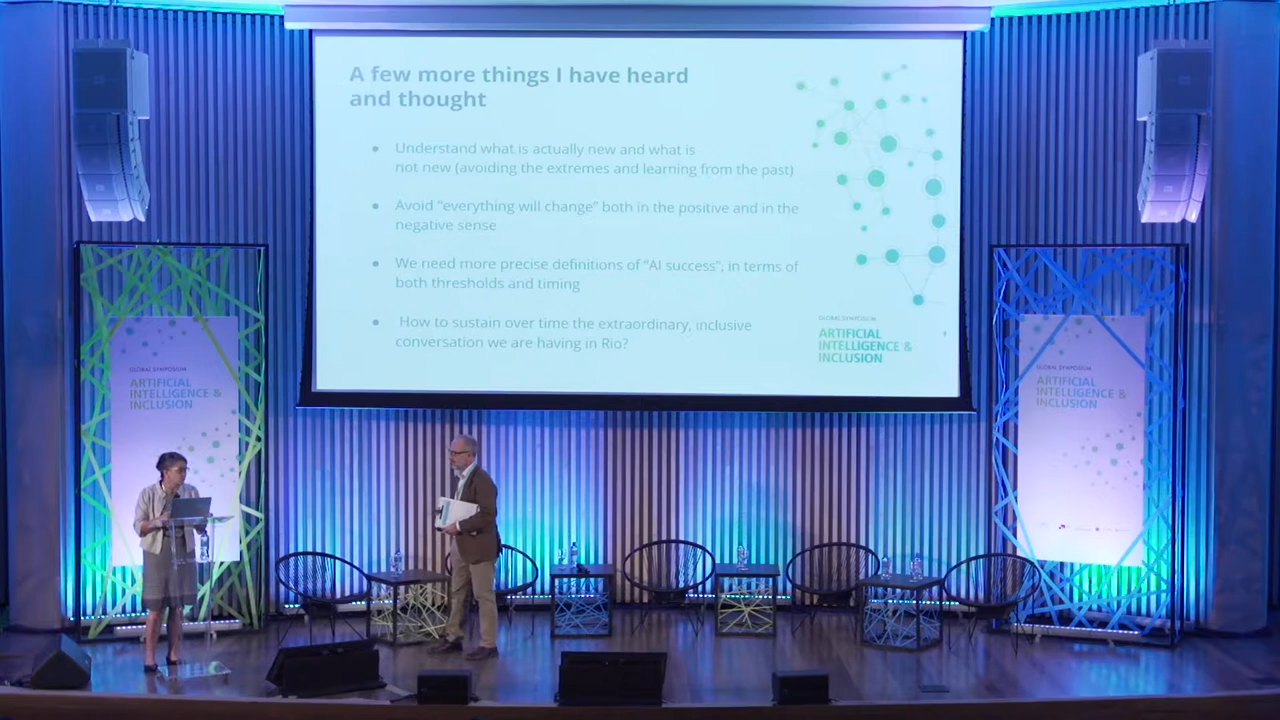 A few more things I have heard
and thought
• Understand what is actually new and what is
not new (avoiding the extremes and learning from the past)
• Avoid "everything will change" both in the positive and in the
negative sense
• We need more precise definitions of "AI success", in terms of
both thresholds and timing
• How to sustain over time the extraordinary, inclusive
conversation we are having in Rio?
GLOBAL SYMPOSIUM
ARTIFICIAL
INTELLIGENCE &
INCLUSION
GLOBAL SYMPOSIUM
ARTIFICIAL
INTELLIGENCE &
INCLUSION
GLOBAL SYMPOSIUM
ARTIFICIAL
INTELLIGENCE &
INCLUSION